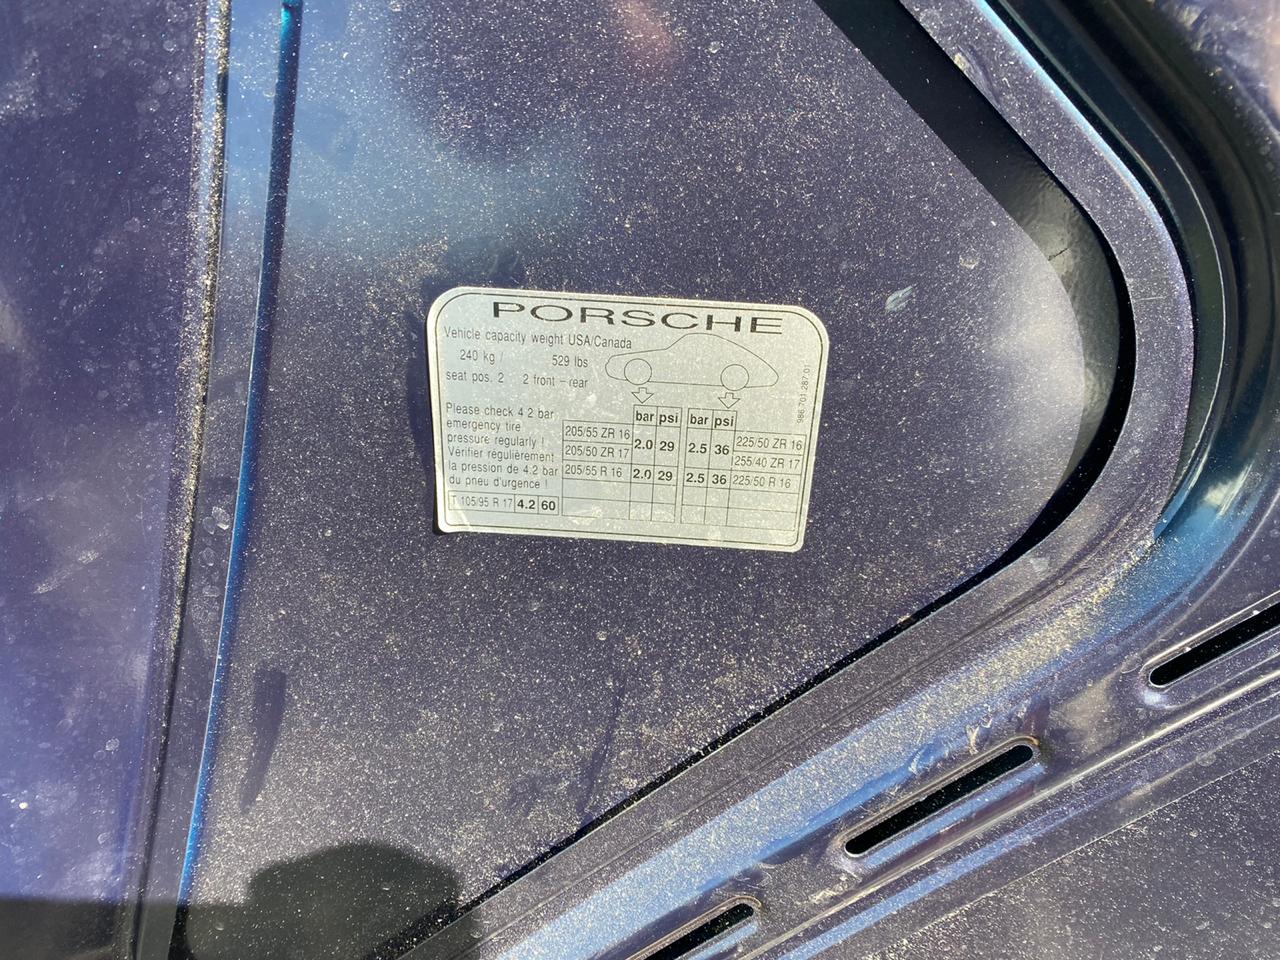 PORSCHE
Vehicle capacity weight USA/Canada
240 kg / 529 lbs
seat pos. 2 2 front – rear
Please check 4.2 bar
emergency tire
pressure regularly !
Vérifier régulièrement
la pression de 4.2 bar
du pneu d'urgence !
T 105/95 R 17 4.2 60
bar psi bar psi
205/55 ZR 16 2.0 29 2.5 36 225/50 ZR 16
205/50 ZR 17 255/40 ZR 17
205/55 R 16 2.0 29 2.5 36 225/50 R 16
986.701.287.01